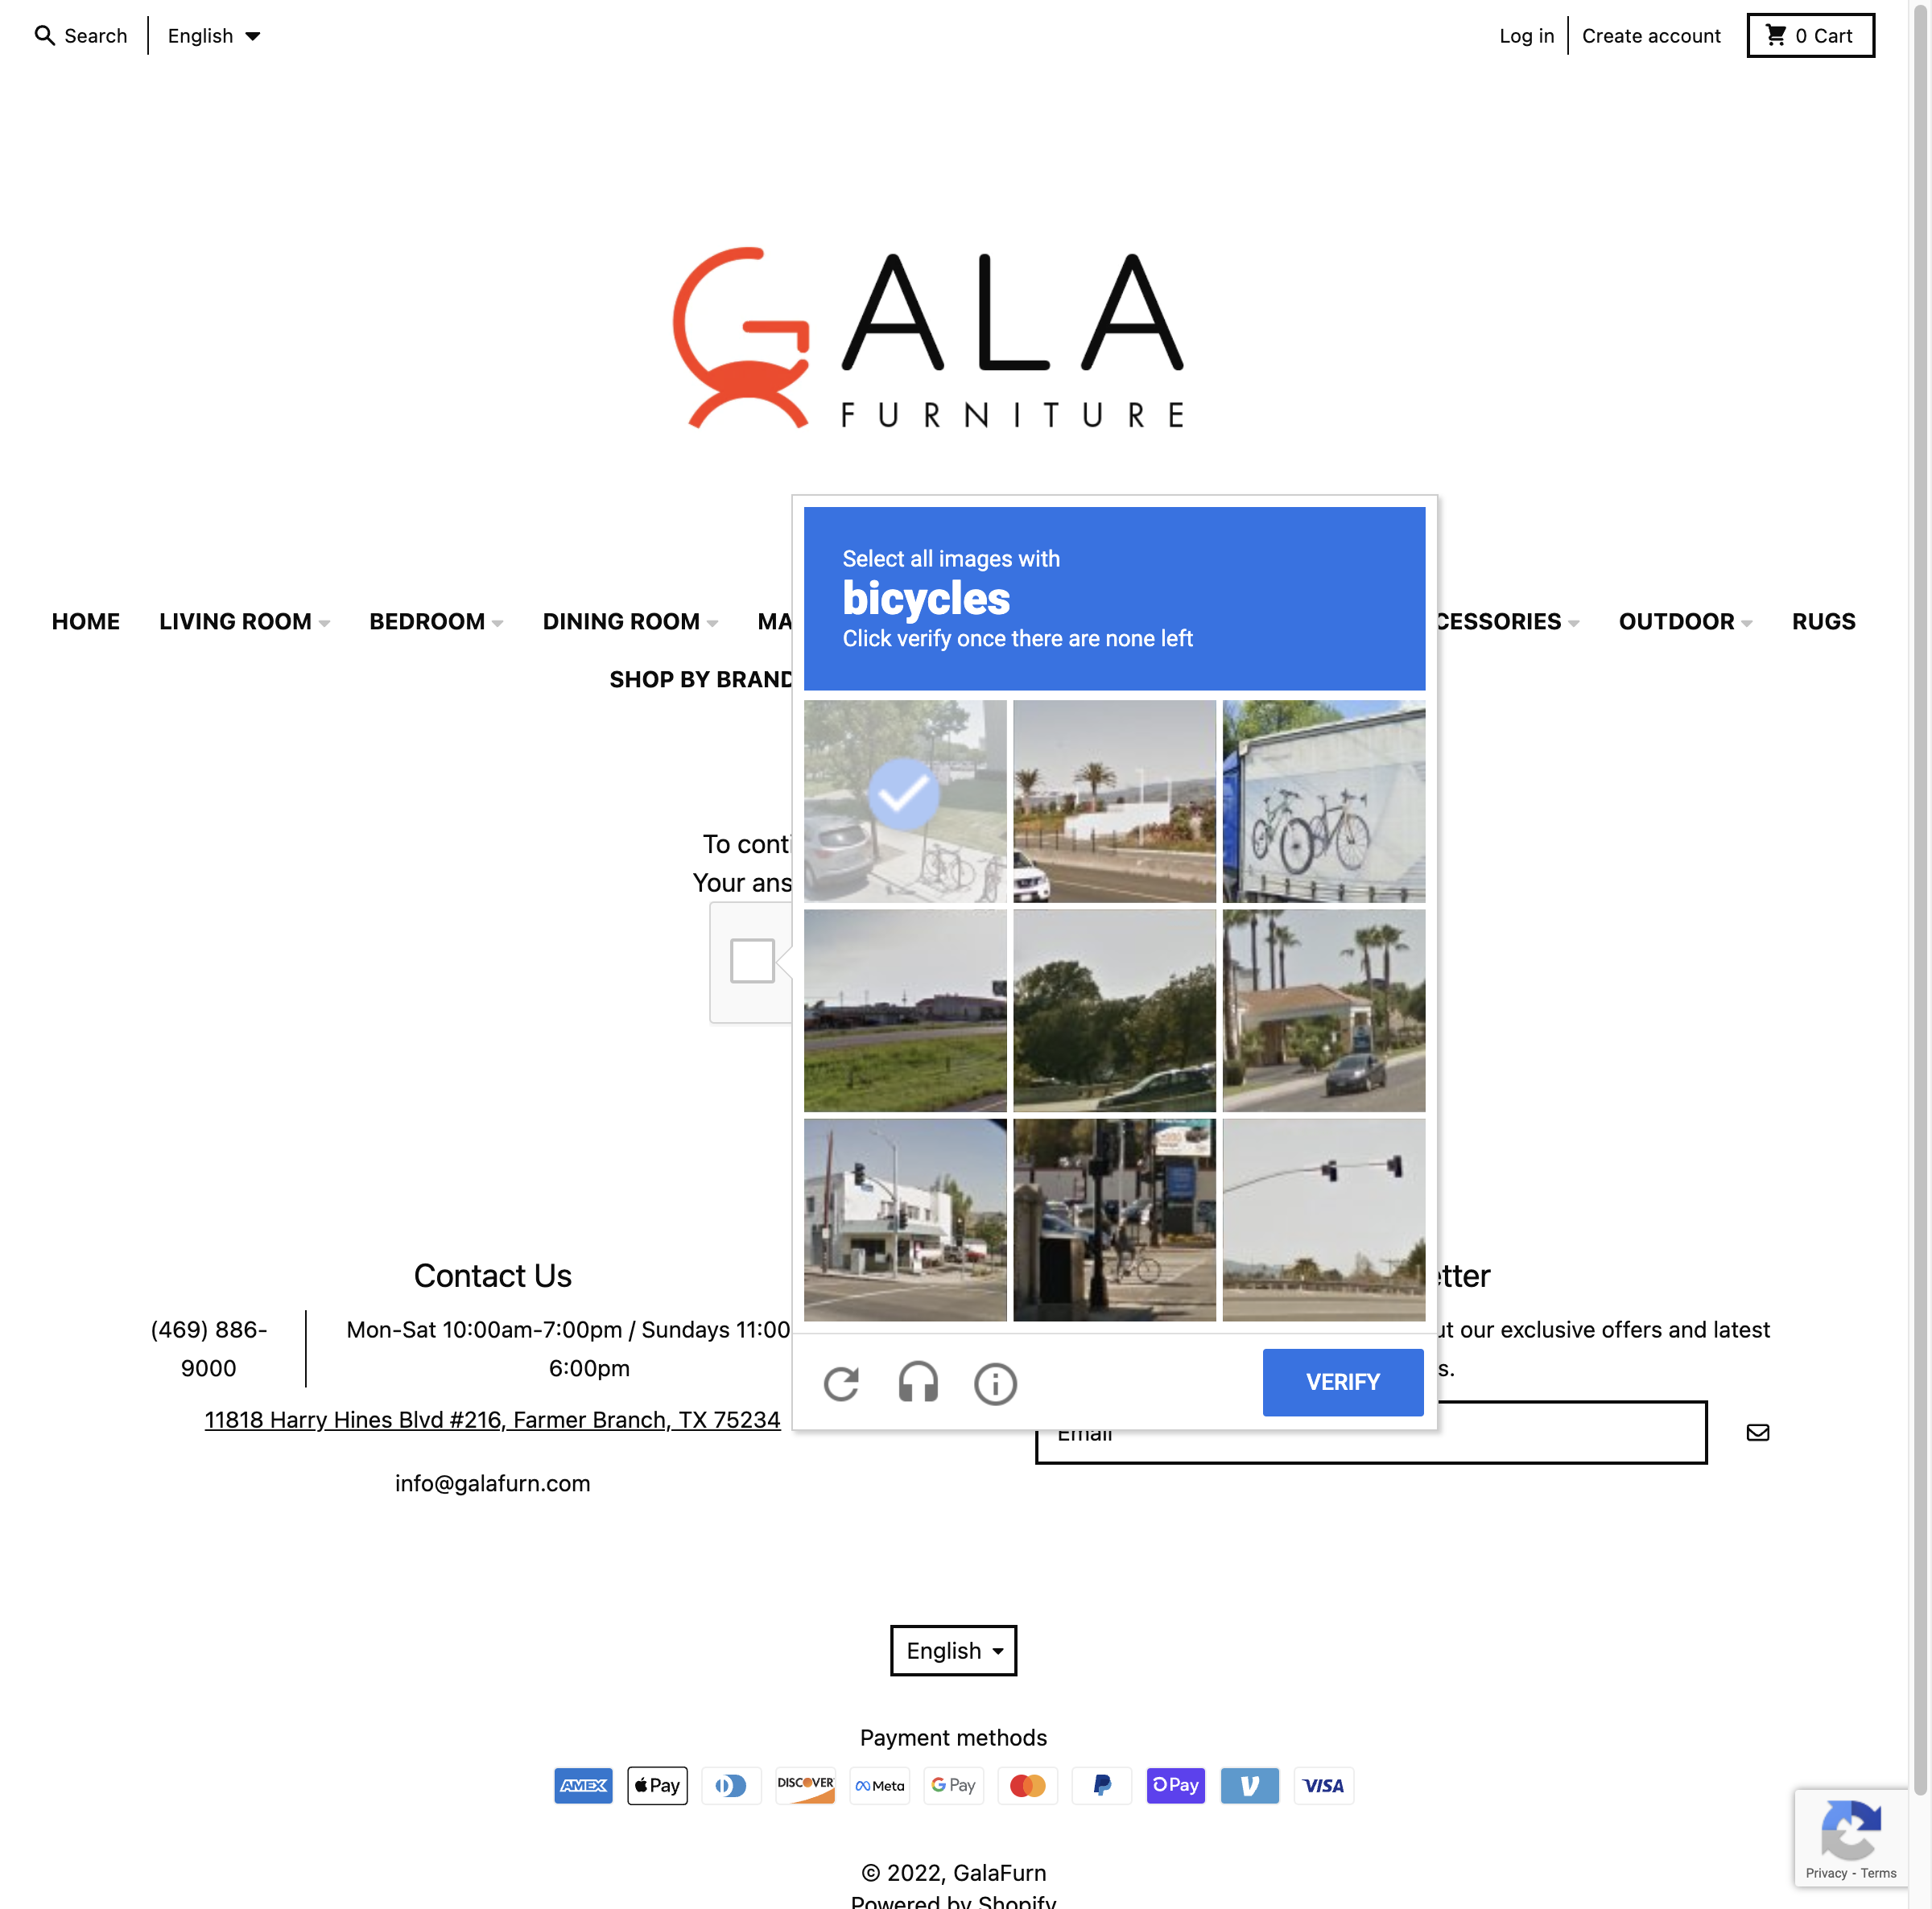 Search
English
Log in
Create account
0 Cart
GALA
FURNITURE
HOME
LIVING ROOM
BEDROOM
DINING ROOM
MA
CESSORIES
OUTDOOR
RUGS
SHOP BY BRAND
Select all images with
bicycles
Click verify once there are none left
To cont
Your ans
VERIFY
Contact Us
(469) 886-
9000
Mon-Sat 10:00am-7:00pm / Sundays 11:00
6:00pm
11818 Harry Hines Blvd #216, Farmer Branch, TX 75234
info@galafurn.com
etter
ut our exclusive offers and latest
s.
Email
English
Payment methods
AMEX
Pay
DISCOVER
Meta
G Pay
Pay
VISA
© 2022, GalaFurn
Powered by Shopify
Privacy - Terms